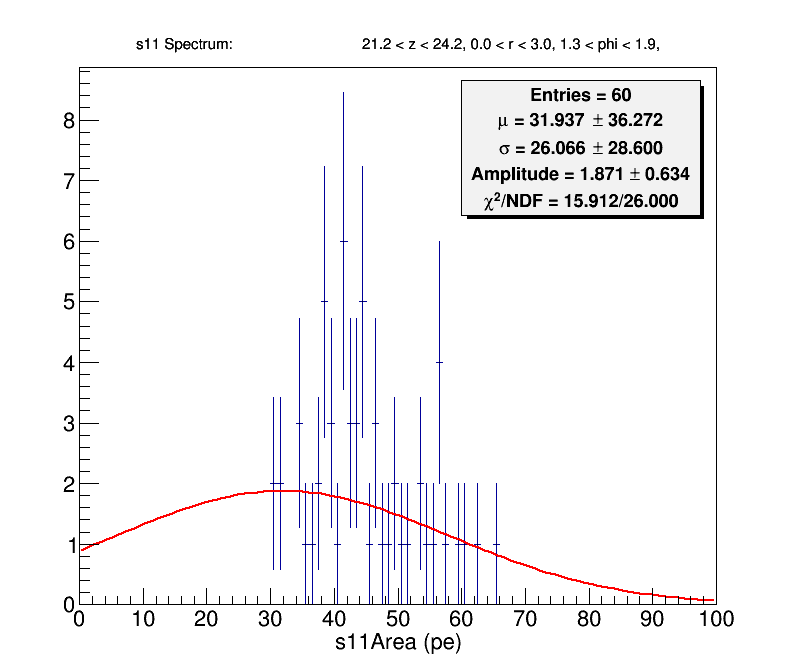 s11 Spectrum: 21.2 < z < 24.2, 0.0 < r < 3.0, 1.3 < phi < 1.9,
Entries = 60
μ = 31.937 ± 36.272
σ = 26.066 ± 28.600
Amplitude = 1.871 ± 0.634
χ²/NDF = 15.912/26.000
8
7
6
5
4
3
2
1
0
0 10 20 30 40 50 60 70 80 90 100
s11Area (pe)